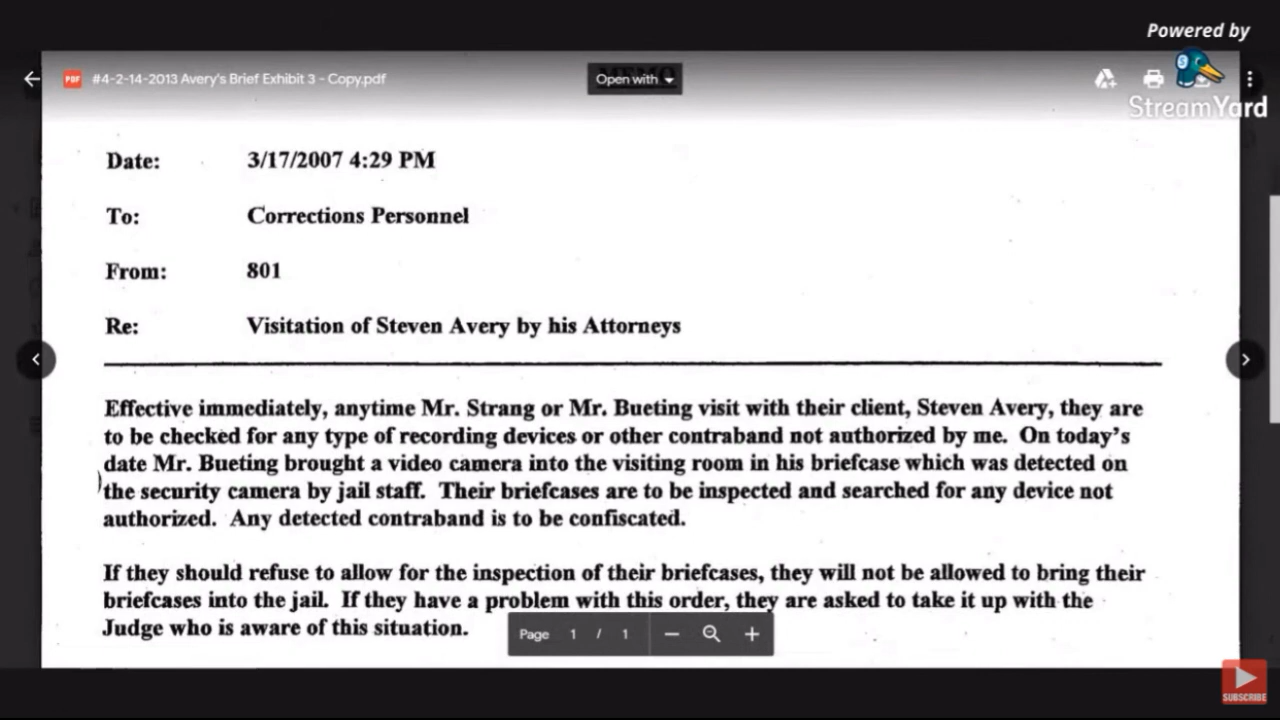 Powered by
StreamYard
#4-2-14-2013 Avery's Brief Exhibit 3 - Copy.pdf
Open with
PDF
Date: 3/17/2007 4:29 PM
To: Corrections Personnel
From: 801
Re: Visitation of Steven Avery by his Attorneys
Effective immediately, anytime Mr. Strang or Mr. Bueting visit with their client, Steven Avery, they are
to be checked for any type of recording devices or other contraband not authorized by me. On today's
date Mr. Bueting brought a video camera into the visiting room in his briefcase which was detected on
the security camera by jail staff. Their briefcases are to be inspected and searched for any device not
authorized. Any detected contraband is to be confiscated.
If they should refuse to allow for the inspection of their briefcases, they will not be allowed to bring their
briefcases into the jail. If they have a problem with this order, they are asked to take it up with the
Judge who is aware of this situation.
Page 1 / 1
SUBSCRIBE